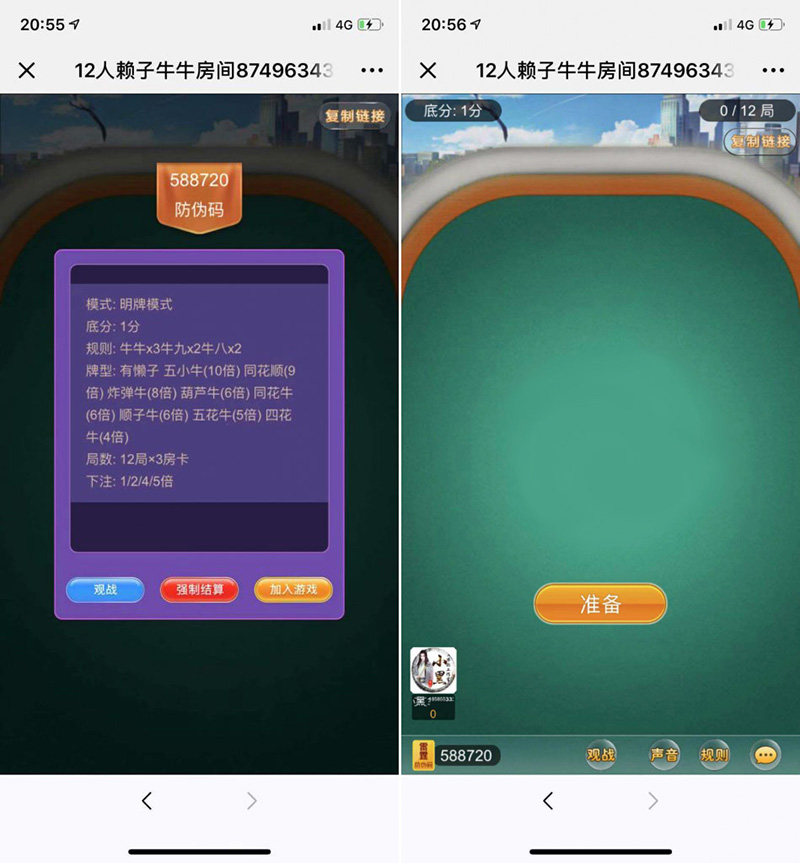 20:55
4G
12人赖子牛牛房间87496343
复制链接
588720
防伪码
模式: 明牌模式
底分: 1分
规则: 牛牛x3牛九x2牛八x2
牌型: 有懒子 五小牛(10倍) 同花顺(9
倍) 炸弹牛(8倍) 葫芦牛(6倍) 同花牛
(6倍) 顺子牛(6倍) 五花牛(5倍) 四花
牛(4倍)
局数: 12局×3房卡
下注: 1/2/4/5倍
观战
强制结算
加入游戏
20:56
4G
12人赖子牛牛房间87496343
底分: 1分
0 / 12 局
复制链接
准备
小黑
0
雷霆
防伪码
588720
观战
声音
规则